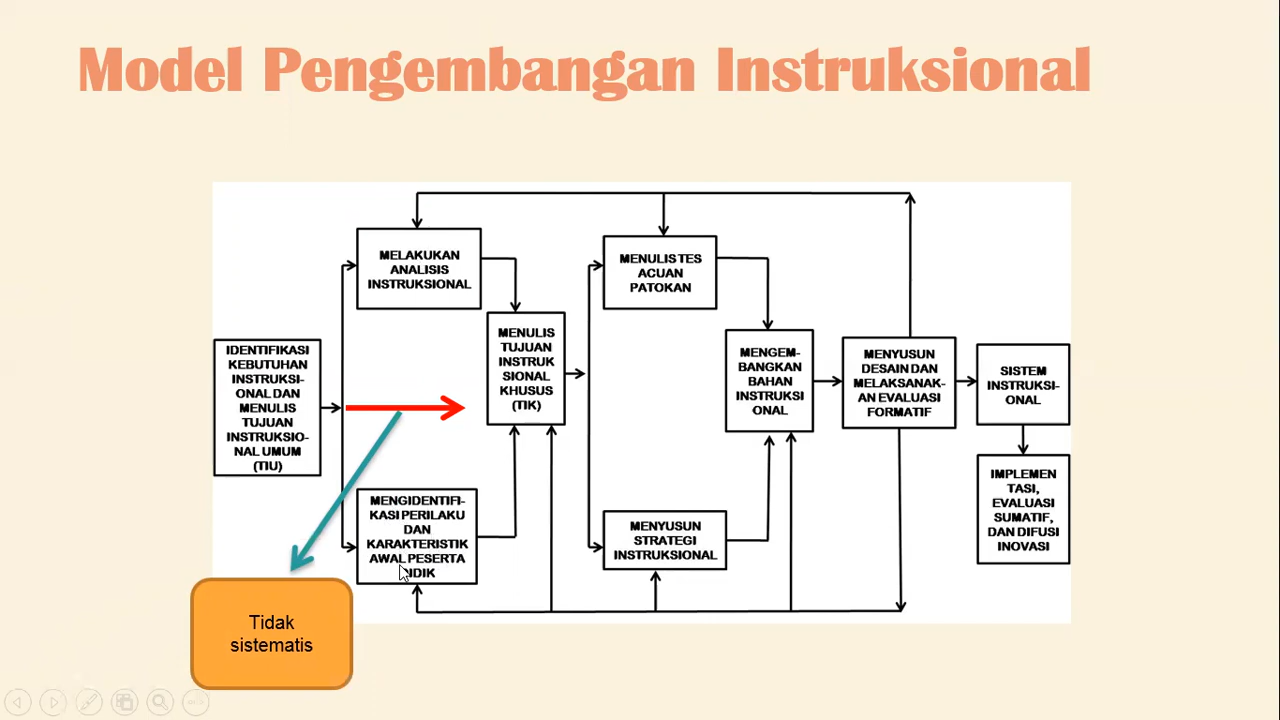 Model Pengembangan Instruksional
MELAKUKAN
ANALISIS
INSTRUKSIONAL
MENULIS TES
ACUAN
PATOKAN
IDENTIFIKASI
KEBUTUHAN
INSTRUKSI-
ONAL DAN
MENULIS
TUJUAN
INSTRUKSIO-
NAL UMUM
(TIU)
MENULIS
TUJUAN
INSTRUK
SIONAL
KHUSUS
(TIK)
MENGEM-
BANGKAN
BAHAN
INSTRUKSI
ONAL
MENYUSUN
DESAIN DAN
MELAKSANAK-
AN EVALUASI
FORMATIF
SISTEM
INSTRUKSI-
ONAL
MENGIDENTIFI-
KASI PERILAKU
DAN
KARAKTERISTIK
AWAL PESERTA
DIDIK
MENYUSUN
STRATEGI
INSTRUKSIONAL
IMPLEMEN
TASI,
EVALUASI
SUMATIF,
DAN DIFUSI
INOVASI
Tidak
sistematis